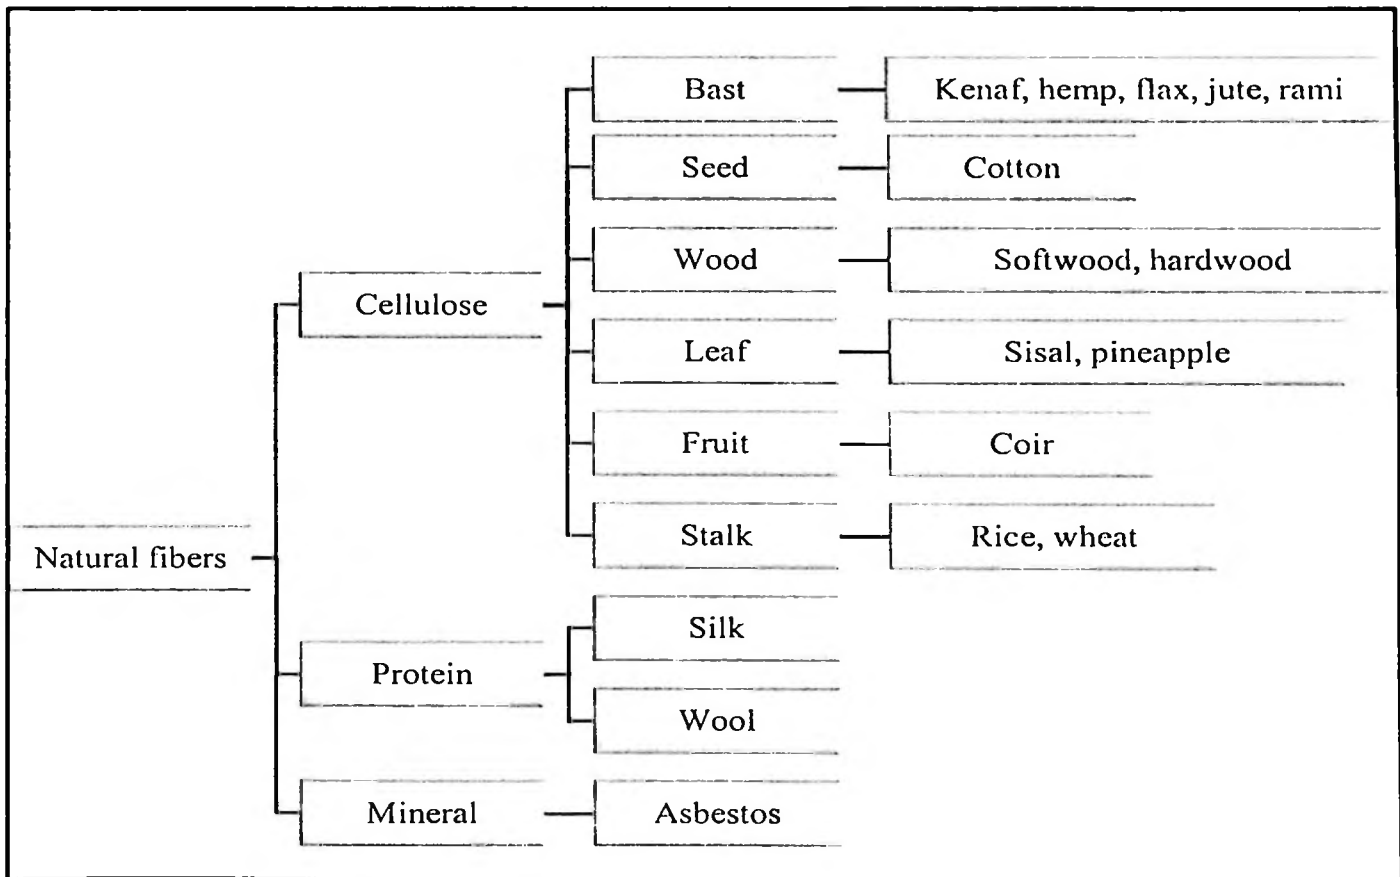 Bast
Kenaf, hemp, flax, jute, rami
Seed
Cotton
Wood
Softwood, hardwood
Cellulose
Leaf
Sisal, pineapple
Fruit
Coir
Stalk
Rice, wheat
Natural fibers
Silk
Protein
Wool
Mineral
Asbestos